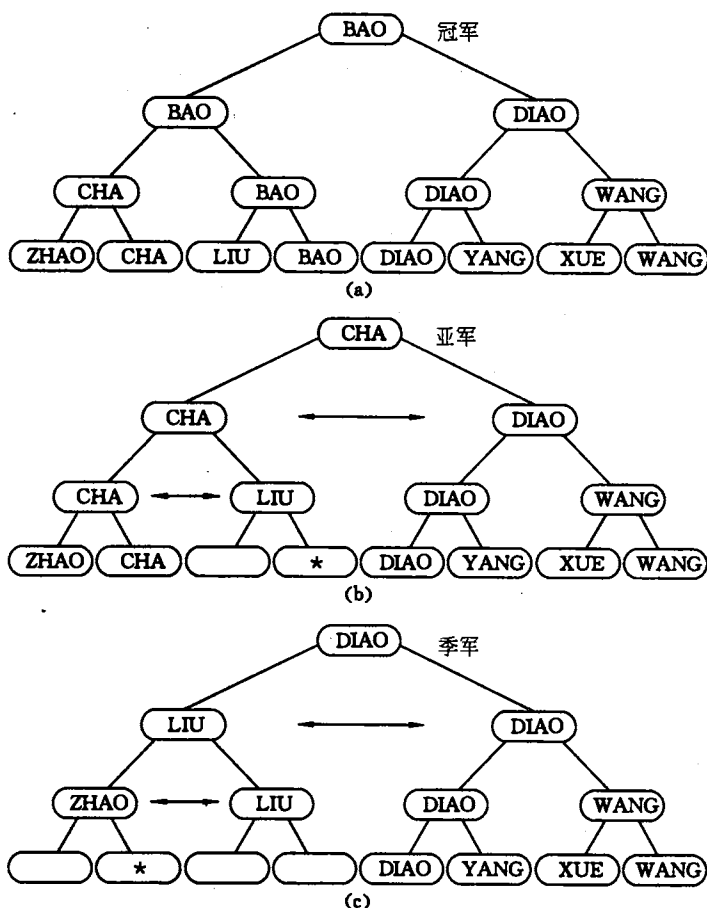 BAO 冠军
BAO DIAO
CHA BAO DIAO WANG
ZHAO CHA LIU BAO DIAO YANG XUE WANG
(a)
CHA 亚军
CHA DIAO
CHA LIU DIAO WANG
ZHAO CHA * DIAO YANG XUE WANG
(b)
DIAO 季军
LIU DIAO
ZHAO LIU DIAO WANG
* DIAO YANG XUE WANG
(c)